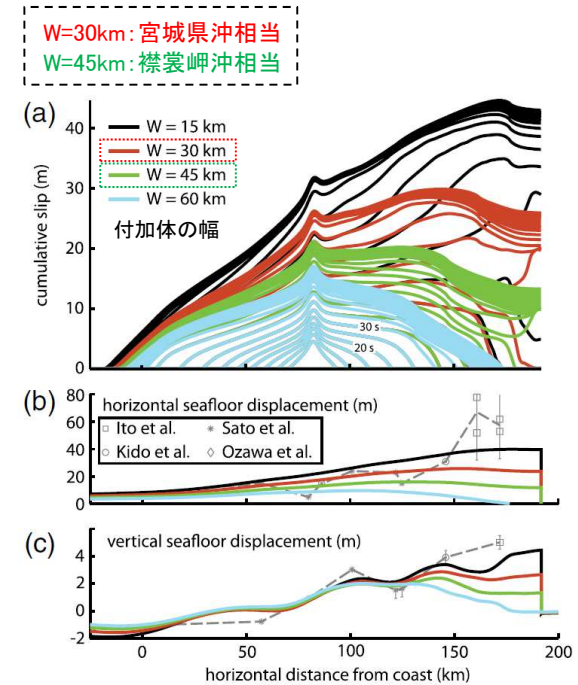 W=30km:宮城県沖相当
W=45km:襟裳岬沖相当
(a)
40
30
20
10
0
cumulative slip (m)
W = 15 km
W = 30 km
W = 45 km
W = 60 km
付加体の幅
30 s
20 s
(b)
80
60
40
20
0
horizontal seafloor displacement (m)
Ito et al.
Sato et al.
Kido et al.
Ozawa et al.
(c)
4
2
0
-2
vertical seafloor displacement (m)
0
50
100
150
200
horizontal distance from coast (km)